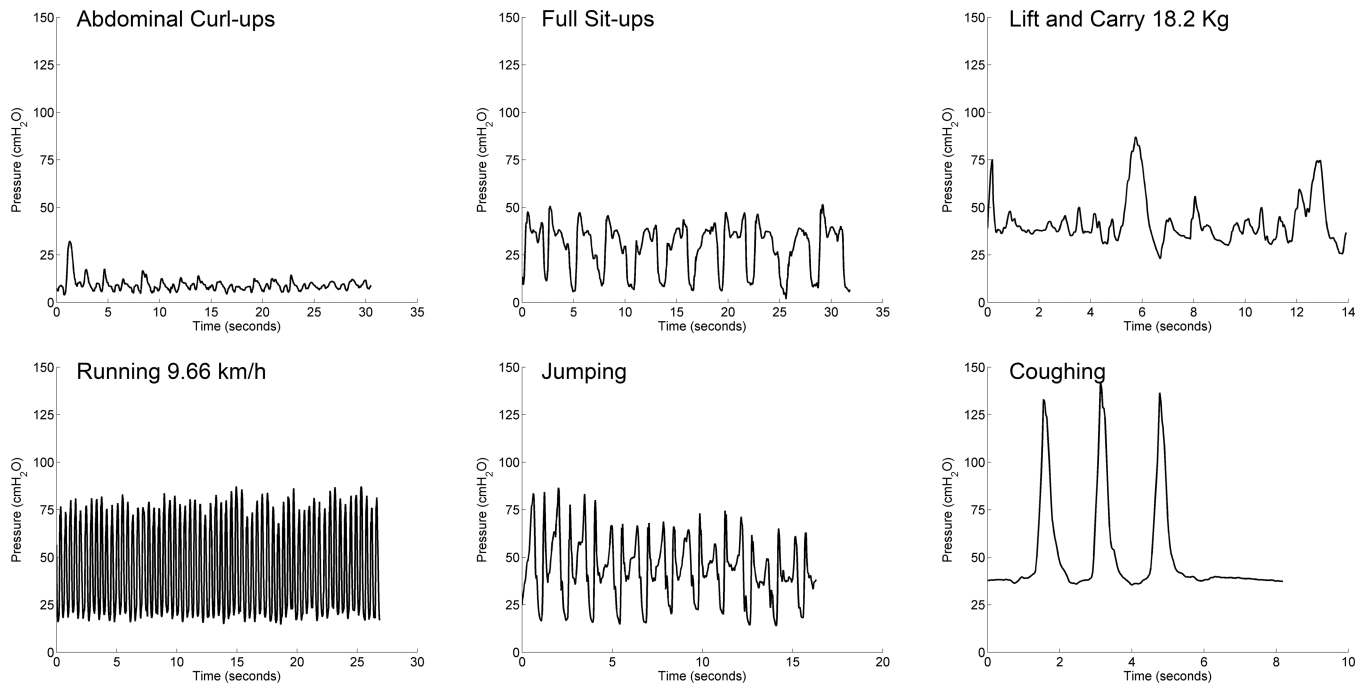 Abdominal Curl-ups
150
125
100
75
50
25
0
Pressure (cmH2O)
0 5 10 15 20 25 30 35
Time (seconds)
Full Sit-ups
150
125
100
75
50
25
0
Pressure (cmH2O)
0 5 10 15 20 25 30 35
Time (seconds)
Lift and Carry 18.2 Kg
150
125
100
75
50
25
0
Pressure (cmH2O)
0 2 4 6 8 10 12 14
Time (seconds)
Running 9.66 km/h
150
125
100
75
50
25
0
Pressure (cmH2O)
0 5 10 15 20 25 30
Time (seconds)
Jumping
150
125
100
75
50
25
0
Pressure (cmH2O)
0 5 10 15 20
Time (seconds)
Coughing
150
125
100
75
50
25
0
Pressure (cmH2O)
0 2 4 6 8 10
Time (seconds)